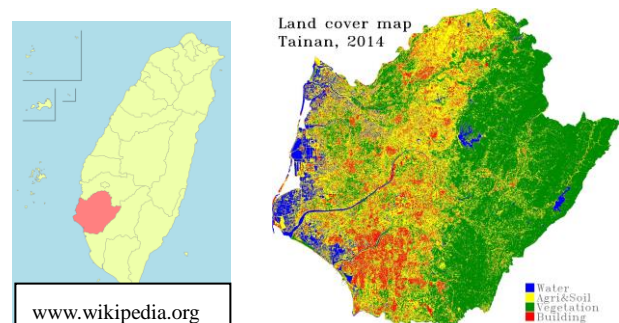 Land cover map
Tainan, 2014
www.wikipedia.org
Water
Agri&Soil
Vegetation
Building